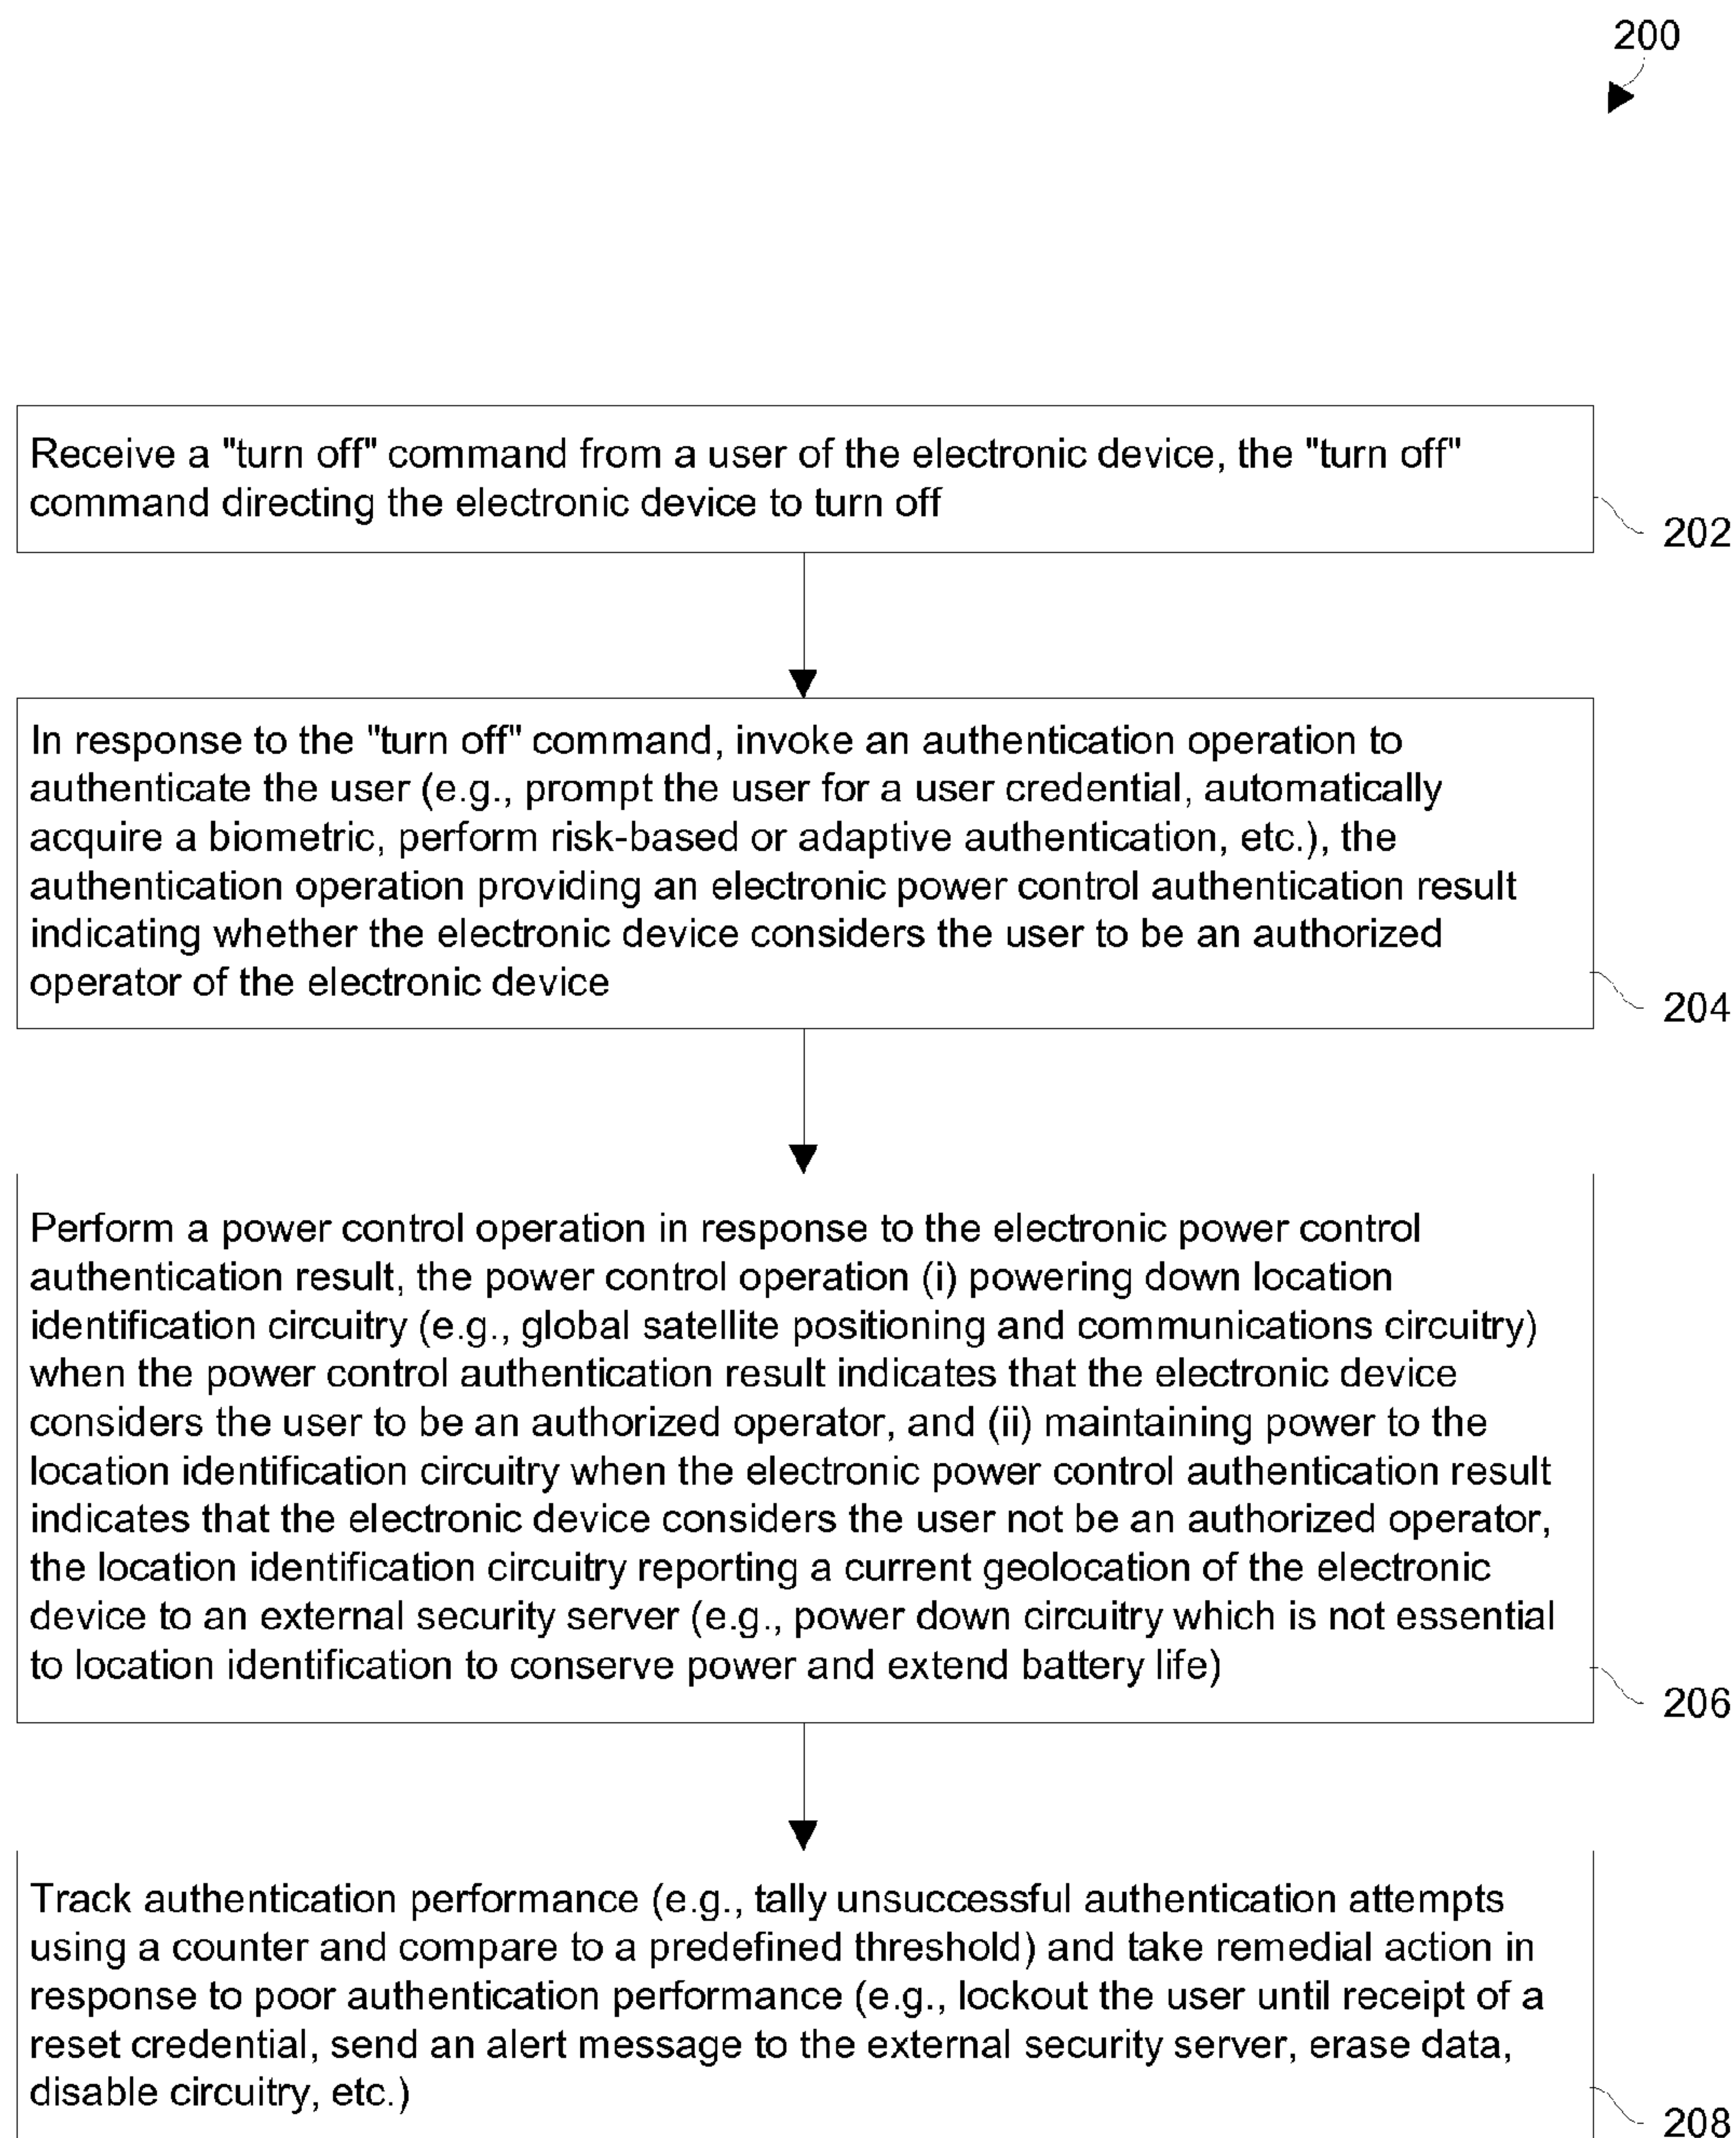 200
Receive a "turn off" command from a user of the electronic device, the "turn off"
command directing the electronic device to turn off
202
In response to the "turn off" command, invoke an authentication operation to
authenticate the user (e.g., prompt the user for a user credential, automatically
acquire a biometric, perform risk-based or adaptive authentication, etc.), the
authentication operation providing an electronic power control authentication result
indicating whether the electronic device considers the user to be an authorized
operator of the electronic device
204
Perform a power control operation in response to the electronic power control
authentication result, the power control operation (i) powering down location
identification circuitry (e.g., global satellite positioning and communications circuitry)
when the power control authentication result indicates that the electronic device
considers the user to be an authorized operator, and (ii) maintaining power to the
location identification circuitry when the electronic power control authentication result
indicates that the electronic device considers the user not be an authorized operator,
the location identification circuitry reporting a current geolocation of the electronic
device to an external security server (e.g., power down circuitry which is not essential
to location identification to conserve power and extend battery life)
206
Track authentication performance (e.g., tally unsuccessful authentication attempts
using a counter and compare to a predefined threshold) and take remedial action in
response to poor authentication performance (e.g., lockout the user until receipt of a
reset credential, send an alert message to the external security server, erase data,
disable circuitry, etc.)
208